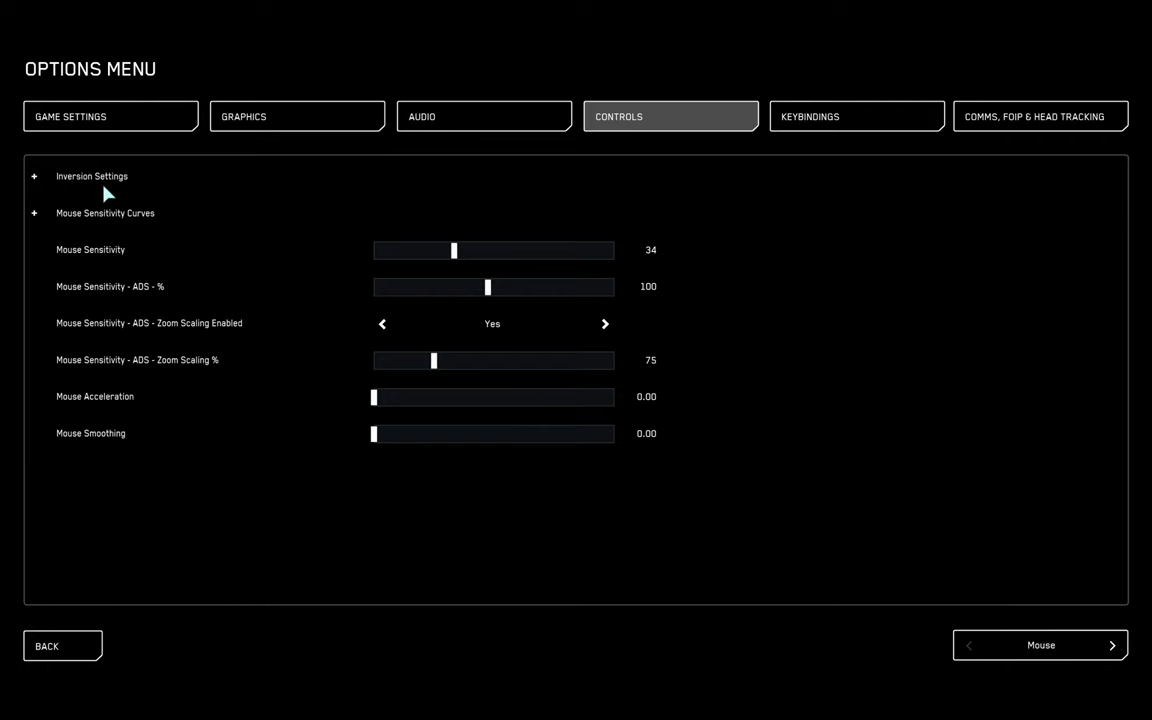 OPTIONS MENU
GAME SETTINGS
GRAPHICS
AUDIO
CONTROLS
KEYBINDINGS
COMMS, FOIP & HEAD TRACKING
+ Inversion Settings
+ Mouse Sensitivity Curves
Mouse Sensitivity 34
Mouse Sensitivity - ADS - % 100
Mouse Sensitivity - ADS - Zoom Scaling Enabled Yes
Mouse Sensitivity - ADS - Zoom Scaling % 75
Mouse Acceleration 0.00
Mouse Smoothing 0.00
BACK
Mouse